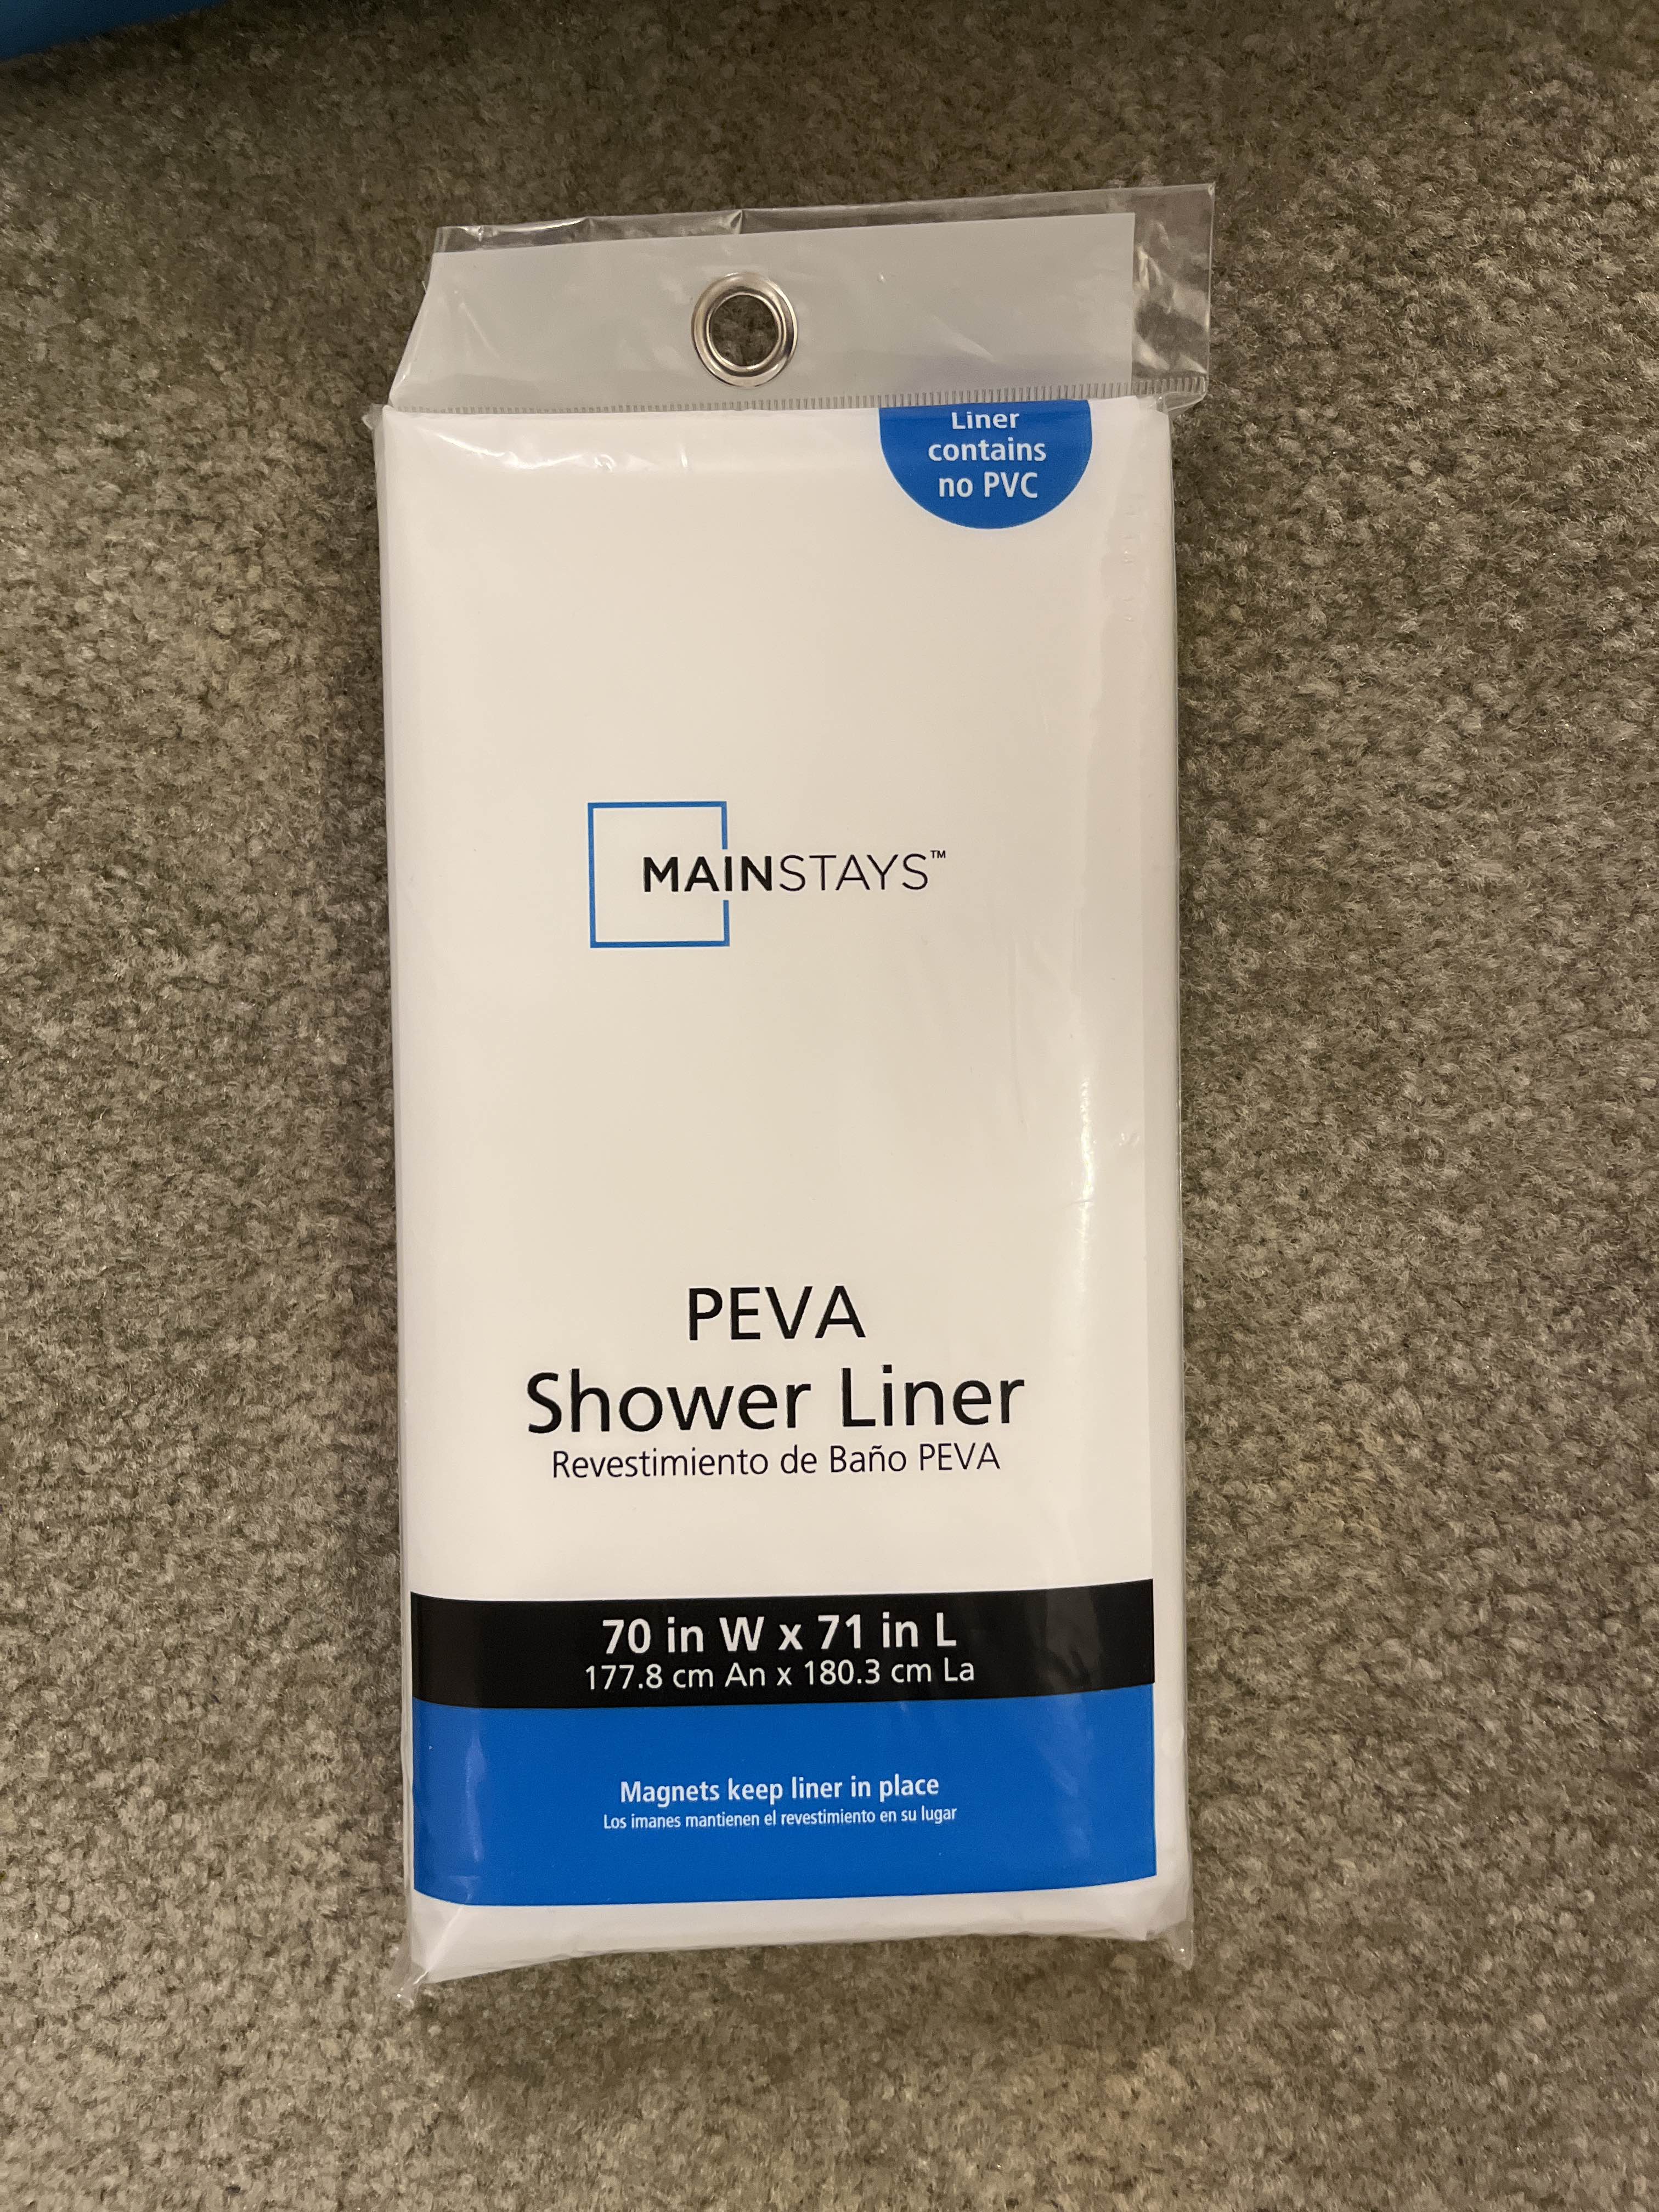 Liner
contains
no PVC
MAINSTAYS™
PEVA
Shower Liner
Revestimiento de Baño PEVA
70 in W x 71 in L
177.8 cm An x 180.3 cm La
Magnets keep liner in place
Los imanes mantienen el revestimiento en su lugar